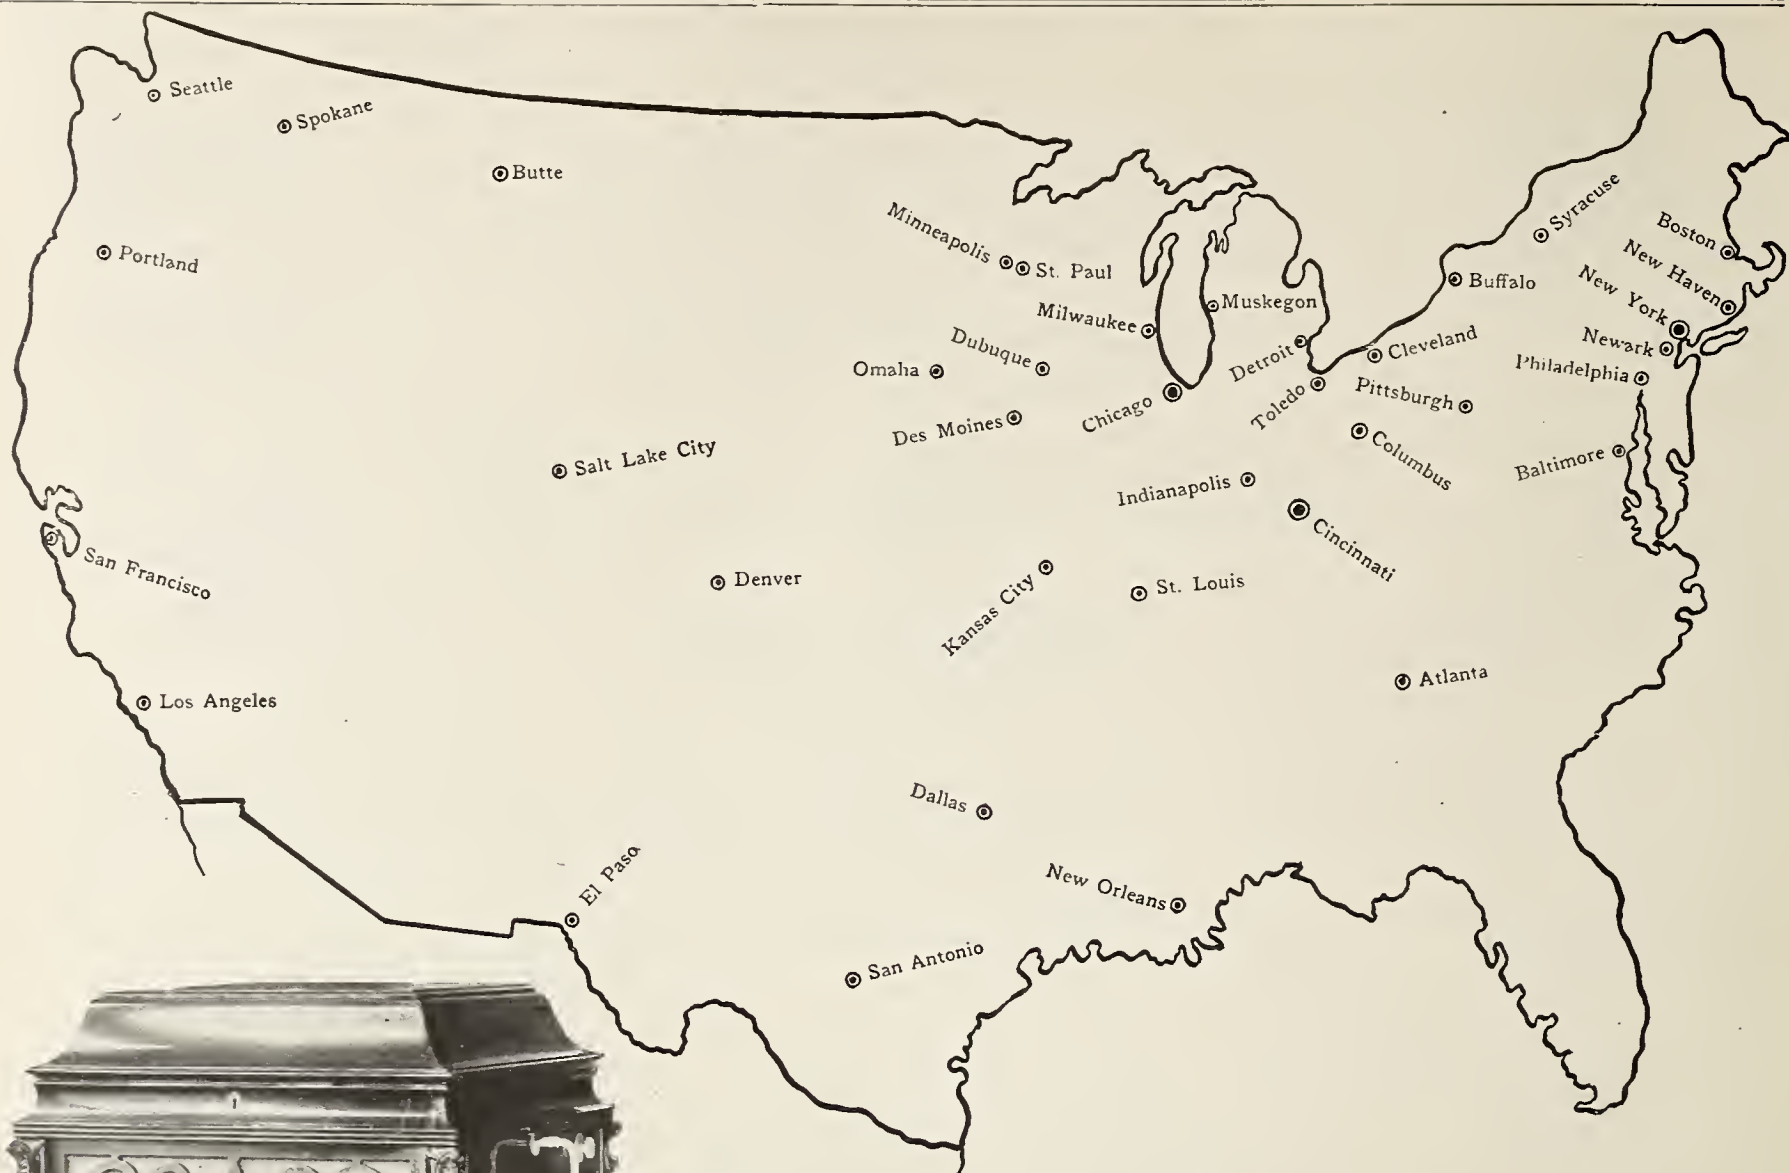 Seattle
Spokane
Butte
Portland
Minneapolis
St. Paul
Milwaukee
Muskegon
Dubuque
Omaha
Des Moines
Chicago
Detroit
Toledo
Cleveland
Pittsburgh
Columbus
Buffalo
Syracuse
Boston
New Haven
New York
Newark
Philadelphia
Baltimore
Salt Lake City
Indianapolis
Cincinnati
San Francisco
Denver
Kansas City
St. Louis
Los Angeles
Atlanta
Dallas
El Paso
New Orleans
San Antonio